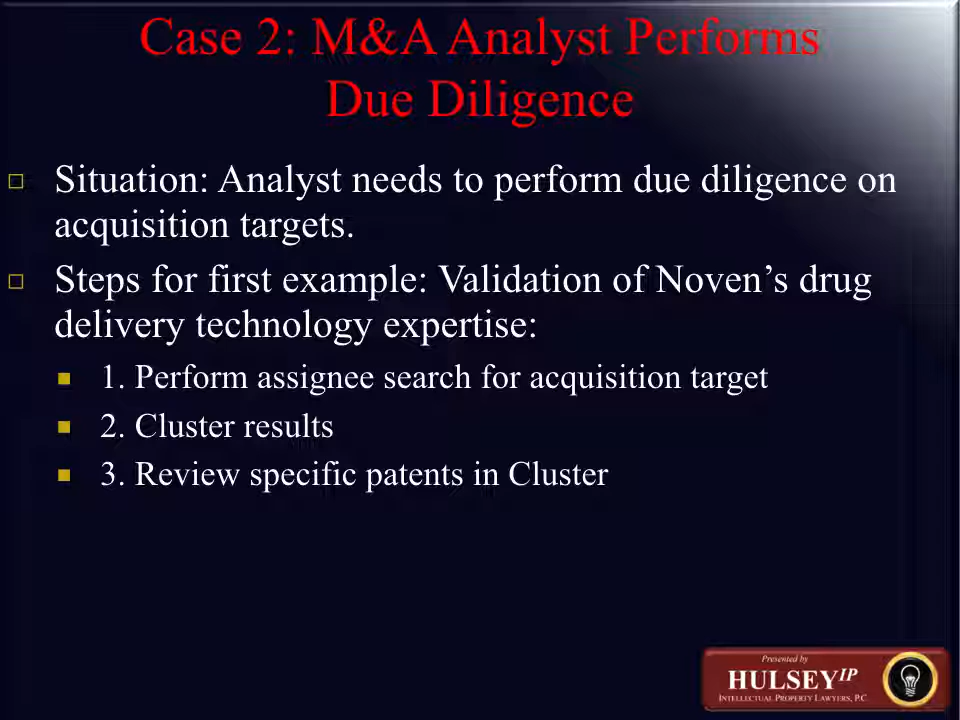 Case 2: M&A Analyst Performs
Due Diligence
Situation: Analyst needs to perform due diligence on
acquisition targets.
Steps for first example: Validation of Noven’s drug
delivery technology expertise:
1. Perform assignee search for acquisition target
2. Cluster results
3. Review specific patents in Cluster
Presented by
HULSEY IP
INTELLECTUAL PROPERTY LAWYERS, P.C.